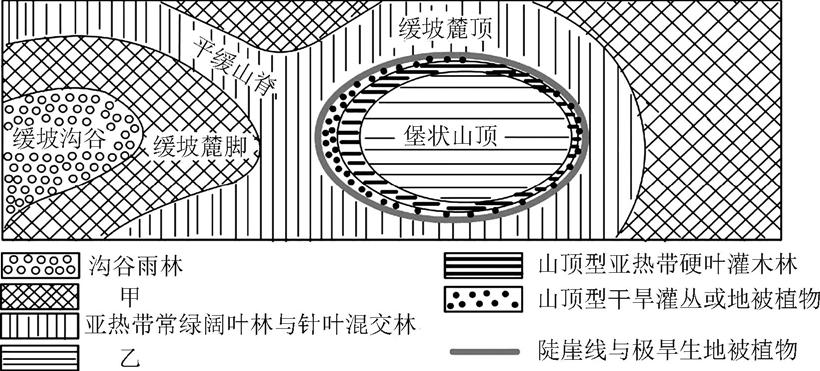 缓坡麓顶
平缓山脊
缓坡沟谷
缓坡麓脚
堡状山顶
沟谷雨林
甲
亚热带常绿阔叶林与针叶混交林
乙
山顶型亚热带硬叶灌木林
山顶型干旱灌丛或地被植物
陡崖线与极旱生地被植物